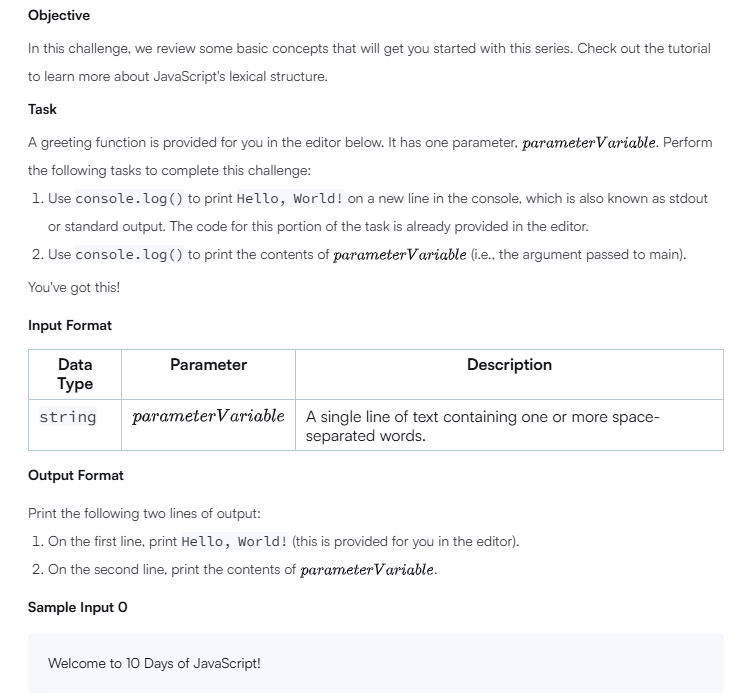 Objective
In this challenge, we review some basic concepts that will get you started with this series. Check out the tutorial
to learn more about JavaScript's lexical structure.
Task
A greeting function is provided for you in the editor below. It has one parameter, parameterVariable. Perform
the following tasks to complete this challenge:
1. Use console.log() to print Hello, World! on a new line in the console, which is also known as stdout
or standard output. The code for this portion of the task is already provided in the editor.
2. Use console.log() to print the contents of parameterVariable (i.e., the argument passed to main).
You've got this!
Input Format
Data Type Parameter Description
string parameterVariable A single line of text containing one or more space-
separated words.
Output Format
Print the following two lines of output:
1. On the first line, print Hello, World! (this is provided for you in the editor).
2. On the second line, print the contents of parameterVariable.
Sample Input 0
Welcome to 10 Days of JavaScript!